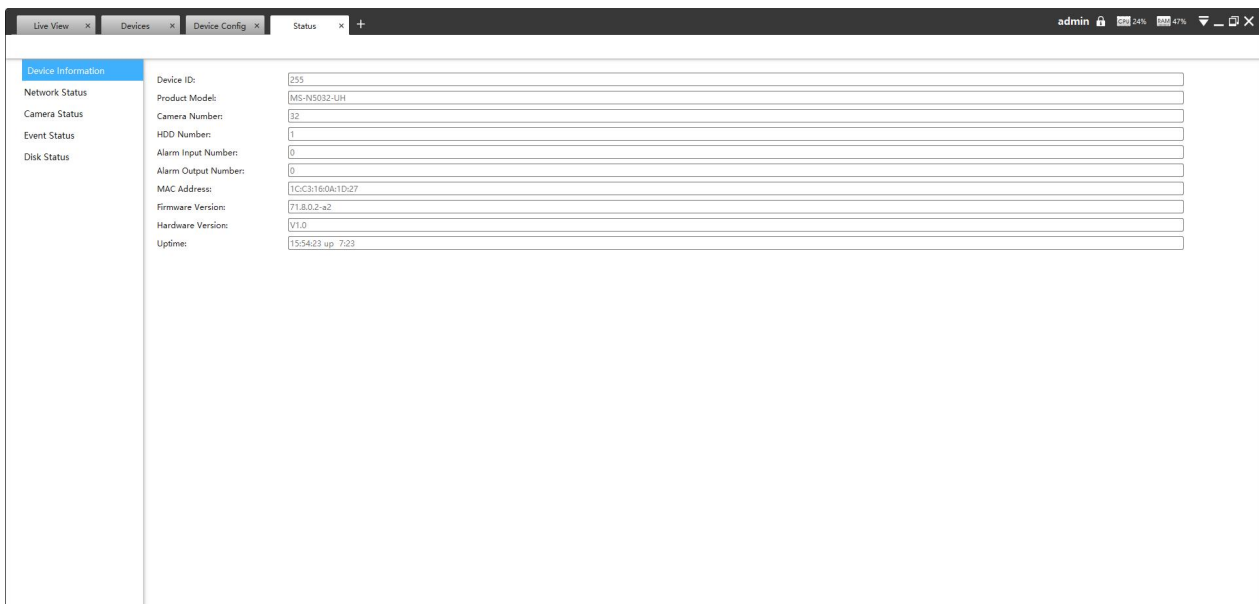 Live View × Devices × Device Config × Status × +
admin CPU 24% RAM 47%
Device Information
Network Status
Camera Status
Event Status
Disk Status
Device ID: 255
Product Model: MS-N5032-UH
Camera Number: 32
HDD Number: 1
Alarm Input Number: 0
Alarm Output Number: 0
MAC Address: 1C:C3:16:0A:1D:27
Firmware Version: 71.8.0.2-a2
Hardware Version: V1.0
Uptime: 15:54:23 up 7:23